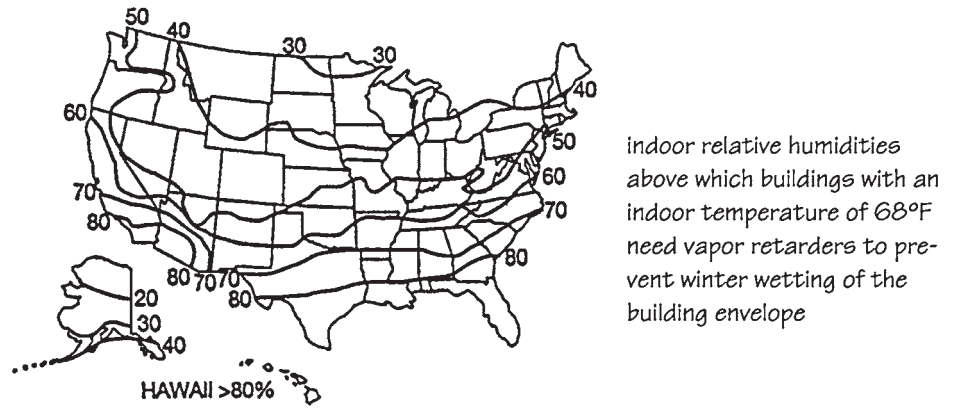 50
40
30
30
40
60
50
60
70
70
80
80
80 70 70
80
20
30
40
HAWAII >80%
indoor relative humidities
above which buildings with an
indoor temperature of 68°F
need vapor retarders to pre-
vent winter wetting of the
building envelope